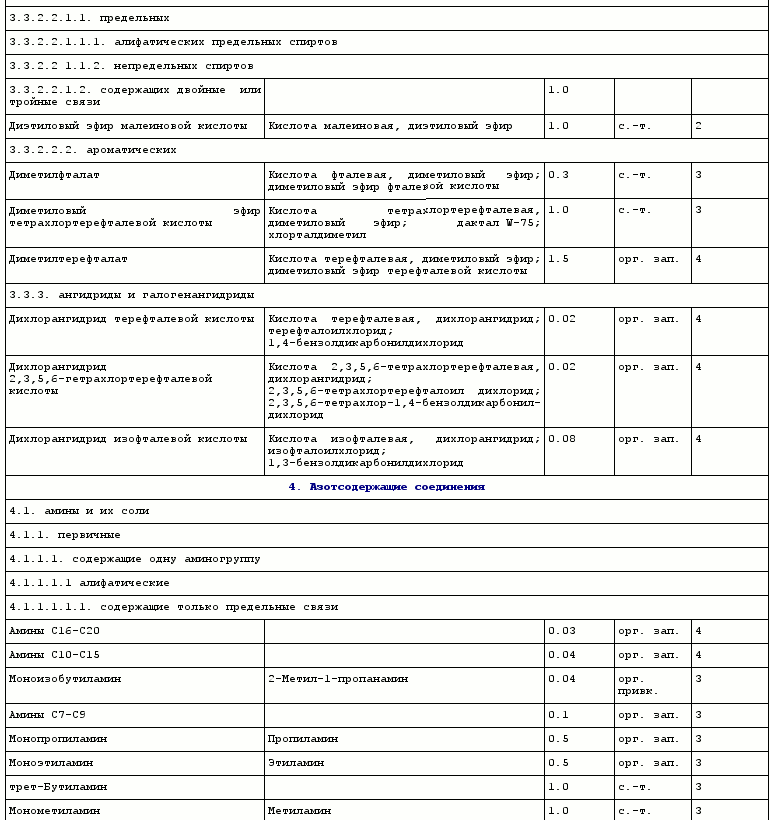 3.3.2.2.1.1. предельных
3.3.2.2.1.1.1. алифатических предельных спиртов
3.3.2.2 1.1.2. непредельных спиртов
3.3.2.2.1.2. содержащих двойные или 1.0
тройные связи
Диэтиловый эфир малеиновой кислоты Кислота малеиновая, диэтиловый эфир 1.0 с.-т. 2
3.3.2.2.2. ароматических
Диметилфталат Кислота фталевая, диметиловый эфир; 0.3 с.-т. 3
диметиловый эфир фталевой кислоты
Диметиловый эфир Кислота тетрахлортерефталевая, 1.0 с.-т. 3
тетрахлортерефталевой кислоты диметиловый эфир; дактал W-75;
хлорталдиметил
Диметилтерефталат Кислота терефталевая, диметиловый эфир; 1.5 орг. зап. 4
диметиловый эфир терефталевой кислоты
3.3.3. ангидриды и галогенангидриды
Дихлорангидрид терефталевой кислоты Кислота терефталевая, дихлорангидрид; 0.02 орг. зап. 4
терефталоилхлорид;
1,4-бензолдикарбонилдихлорид
Дихлорангидрид Кислота 2,3,5,6-тетрахлортерефталевая, 0.02 орг. зап. 4
2,3,5,6-тетрахлортерефталевой дихлорангидрид;
кислоты 2,3,5,6-тетрахлортерефталоил дихлорид;
2,3,5,6-тетрахлор-1,4-бензолдикарбонил-
дихлорид
Дихлорангидрид изофталевой кислоты Кислота изофталевая, дихлорангидрид; 0.08 орг. зап. 4
изофталоилхлорид;
1,3-бензолдикарбонилдихлорид
4. Азотсодержащие соединения
4.1. амины и их соли
4.1.1. первичные
4.1.1.1. содержащие одну аминогруппу
4.1.1.1.1 алифатические
4.1.1.1.1.1. содержащие только предельные связи
Амины С16-С20 0.03 орг. зап. 4
Амины С10-С15 0.04 орг. зап. 4
Моноизобутиламин 2-Метил-1-пропанамин 0.04 орг. 3
привк.
Амины С7-С9 0.1 орг. зап. 3
Монопропиламин Пропиламин 0.5 орг. зап. 3
Моноэтиламин Этиламин 0.5 орг. зап. 3
трет-Бутиламин 1.0 с.-т. 3
Монометиламин Метиламин 1.0 с.-т. 3